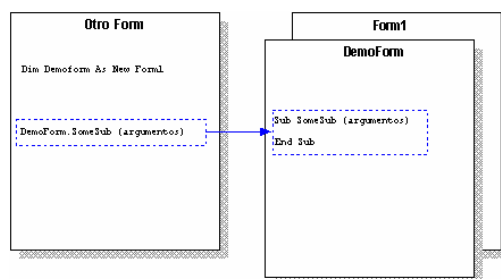 Otro Form
Dim Demoform As New Form1
DemoForm.SomeSub (argumentos)
Form1
DemoForm
Sub SomeSub (argumentos)
End Sub